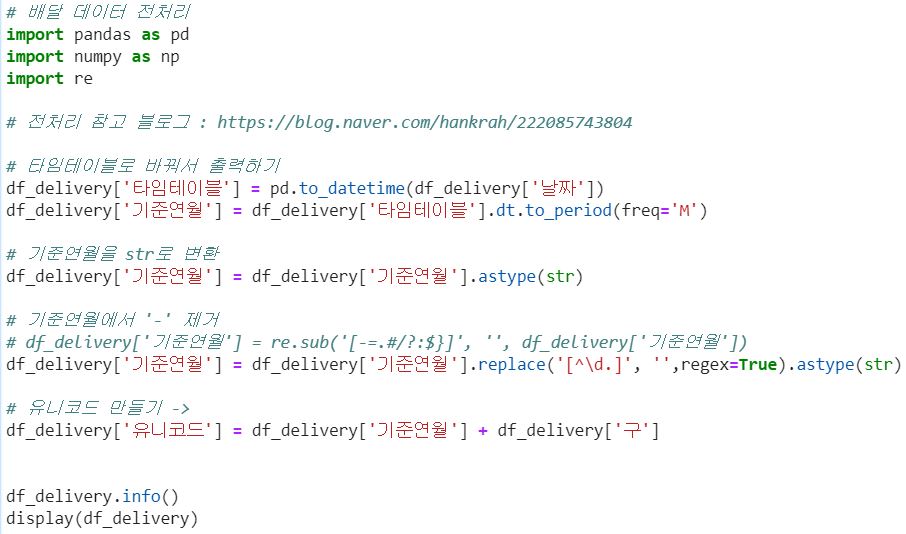 # 배달 데이터 전처리
import pandas as pd
import numpy as np
import re
# 전처리 참고 블로그 : https://blog.naver.com/hankrah/222085743804
# 타임테이블로 바꿔서 출력하기
df_delivery['타임테이블'] = pd.to_datetime(df_delivery['날짜'])
df_delivery['기준연월'] = df_delivery['타임테이블'].dt.to_period(freq='M')
# 기준연월을 str로 변환
df_delivery['기준연월'] = df_delivery['기준연월'].astype(str)
# 기준연월에서 '-' 제거
# df_delivery['기준연월'] = re.sub('[-=.#/?:$}]', '', df_delivery['기준연월'])
df_delivery['기준연월'] = df_delivery['기준연월'].replace('[^\d.]', '',regex=True).astype(str)
# 유니코드 만들기 ->
df_delivery['유니코드'] = df_delivery['기준연월'] + df_delivery['구']
df_delivery.info()
display(df_delivery)